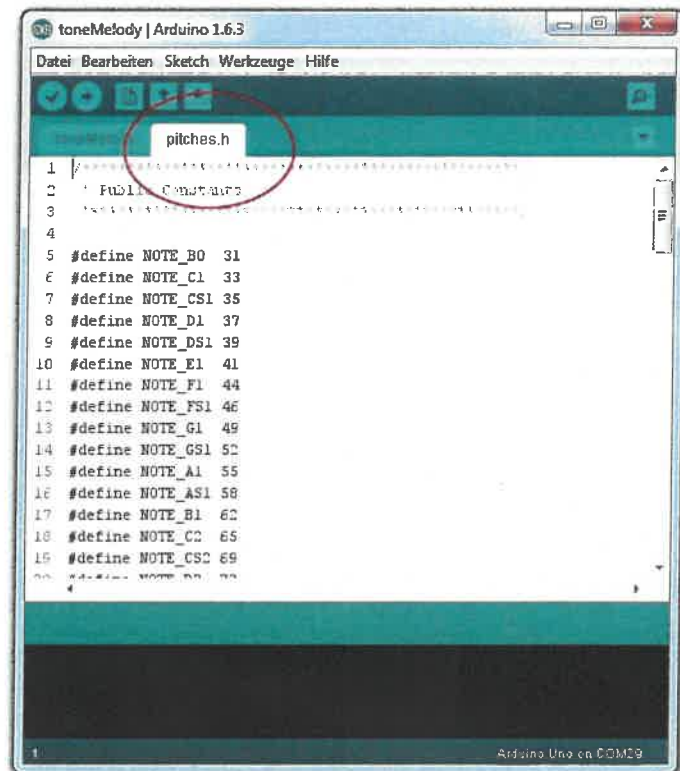 toneMelody | Arduino 1.6.3
Datei Bearbeiten Sketch Werkzeuge Hilfe
pitches.h
1 /*************************************************
2 * Public Constants
3 *************************************************
4
5 #define NOTE_B0 31
6 #define NOTE_C1 33
7 #define NOTE_CS1 35
8 #define NOTE_D1 37
9 #define NOTE_DS1 39
10 #define NOTE_E1 41
11 #define NOTE_F1 44
12 #define NOTE_FS1 46
13 #define NOTE_G1 49
14 #define NOTE_GS1 52
15 #define NOTE_A1 55
16 #define NOTE_AS1 58
17 #define NOTE_B1 62
18 #define NOTE_C2 65
19 #define NOTE_CS2 69
1 Arduino Uno on COM29